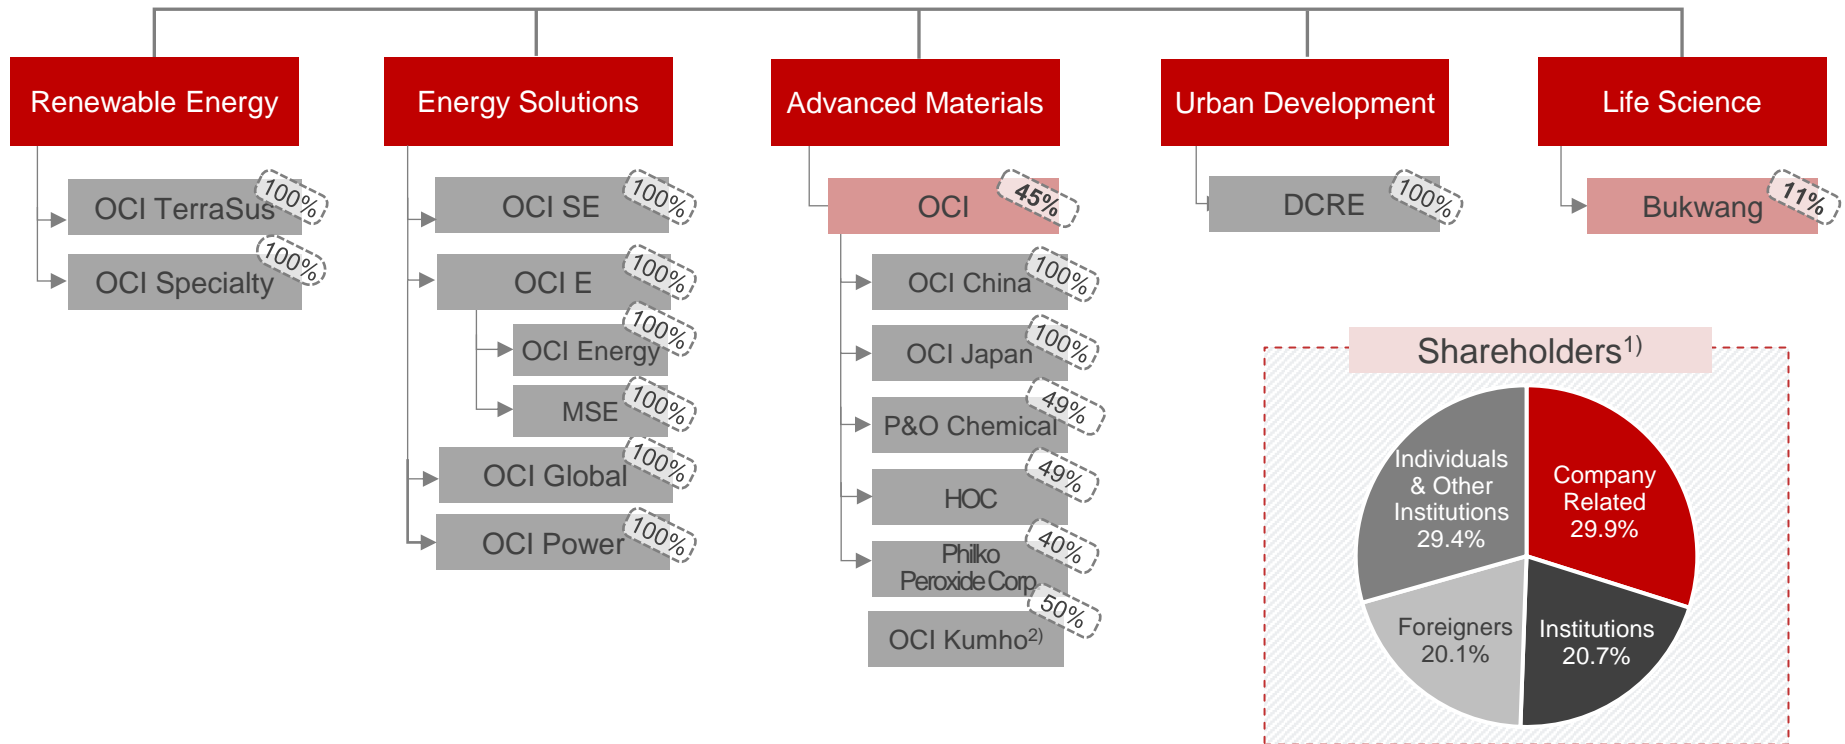 Renewable Energy
OCI TerraSus
100%
OCI Specialty
100%
Energy Solutions
OCI SE
100%
OCI E
100%
OCI Energy
100%
MSE
100%
OCI Global
100%
OCI Power
100%
Advanced Materials
OCI
45%
OCI China
100%
OCI Japan
100%
P&O Chemical
49%
HOC
49%
Philko
Peroxide Corp
40%
OCI Kumho2)
50%
Urban Development
DCRE
100%
Life Science
Bukwang
11%
Shareholders1)
Company
Related
29.9%
Institutions
20.7%
Foreigners
20.1%
Individuals
& Other
Institutions
29.4%